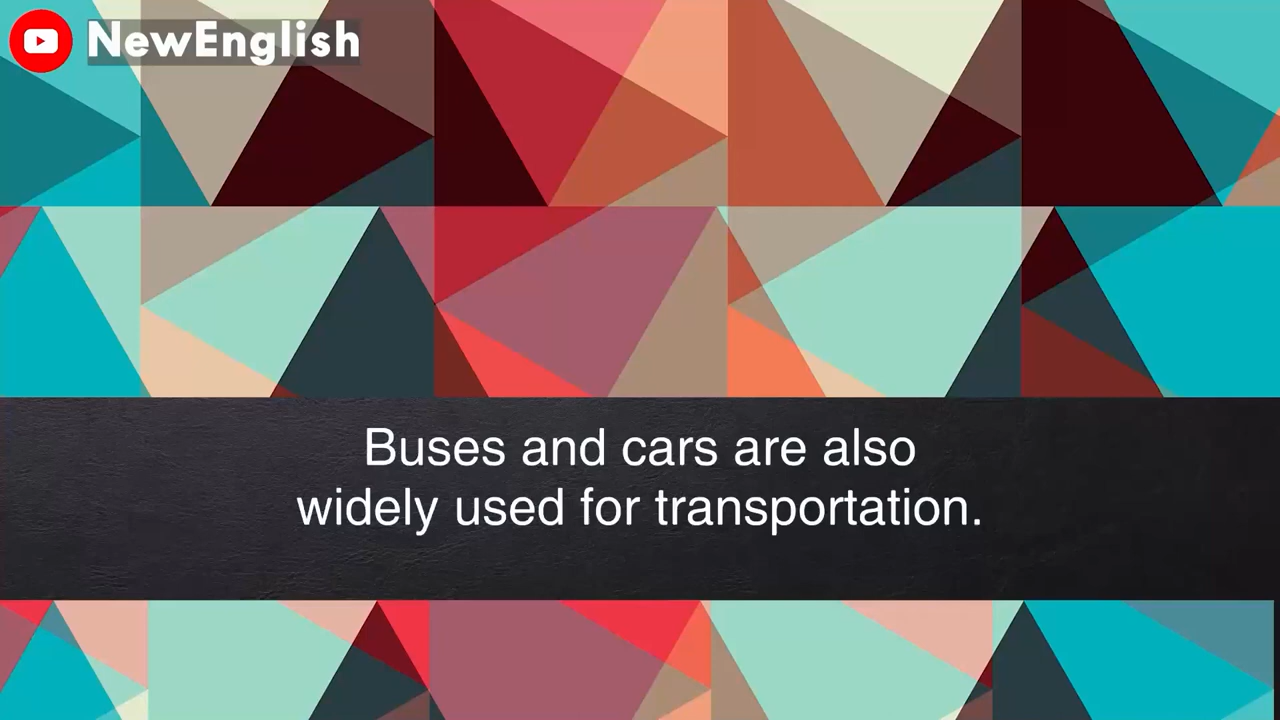 NewEnglish
Buses and cars are also
widely used for transportation.